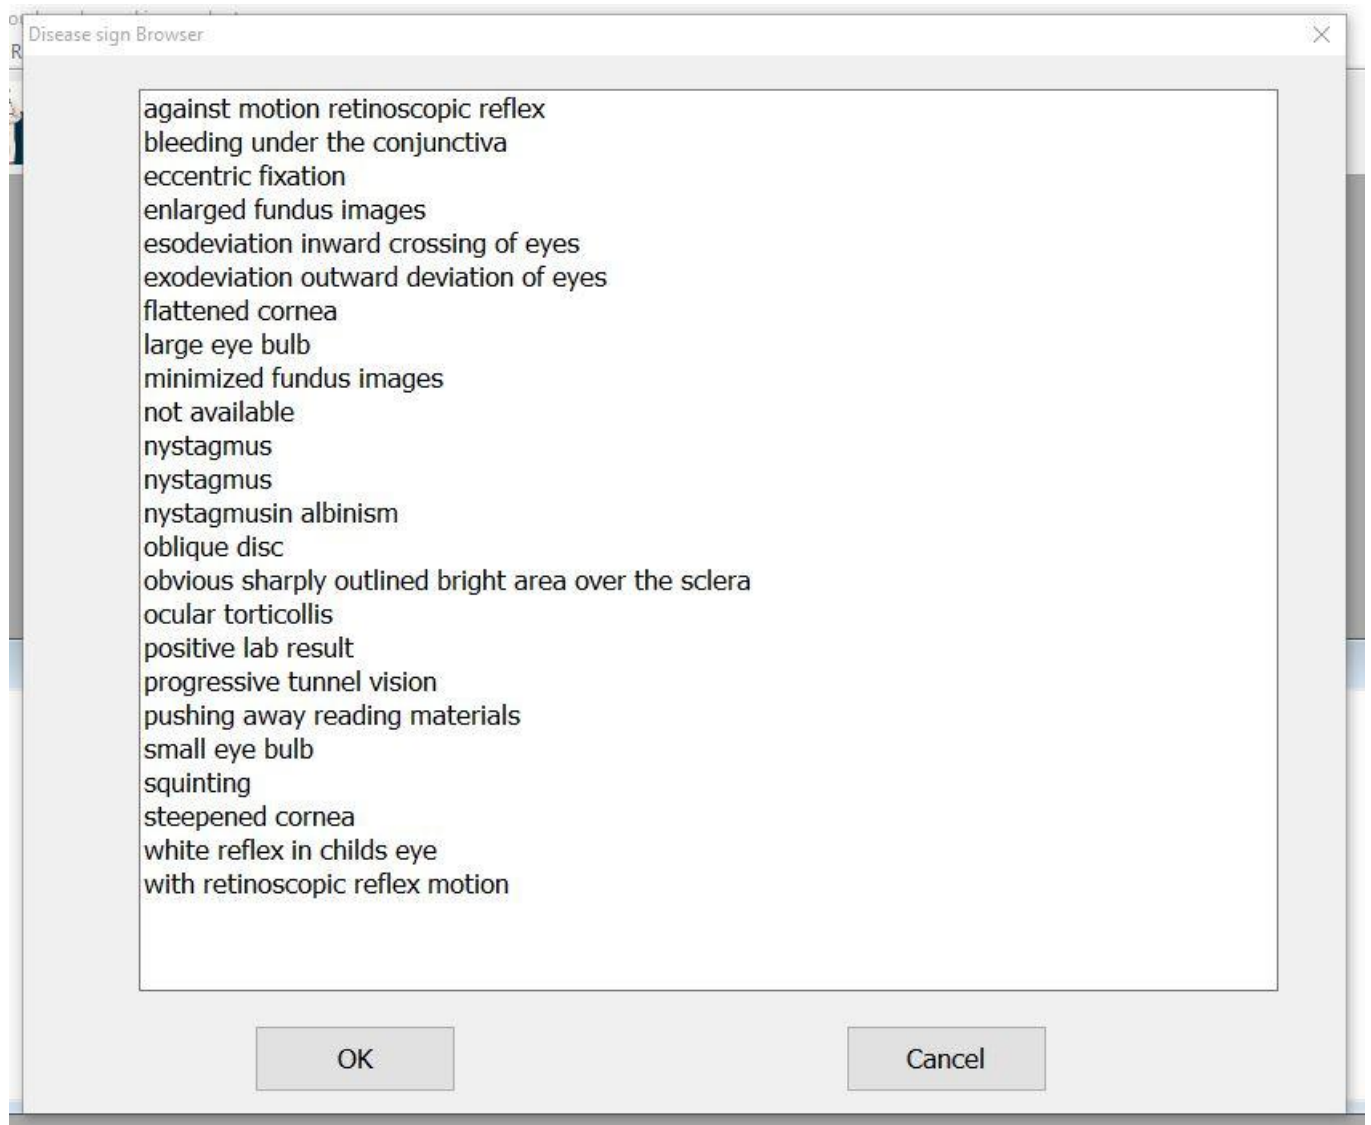 R
Disease sign Browser
against motion retinoscopic reflex
bleeding under the conjunctiva
eccentric fixation
enlarged fundus images
esodeviation inward crossing of eyes
exodeviation outward deviation of eyes
flattened cornea
large eye bulb
minimized fundus images
not available
nystagmus
nystagmus
nystagmusin albinism
oblique disc
obvious sharply outlined bright area over the sclera
ocular torticollis
positive lab result
progressive tunnel vision
pushing away reading materials
small eye bulb
squinting
steepened cornea
white reflex in childs eye
with retinoscopic reflex motion
OK Cancel